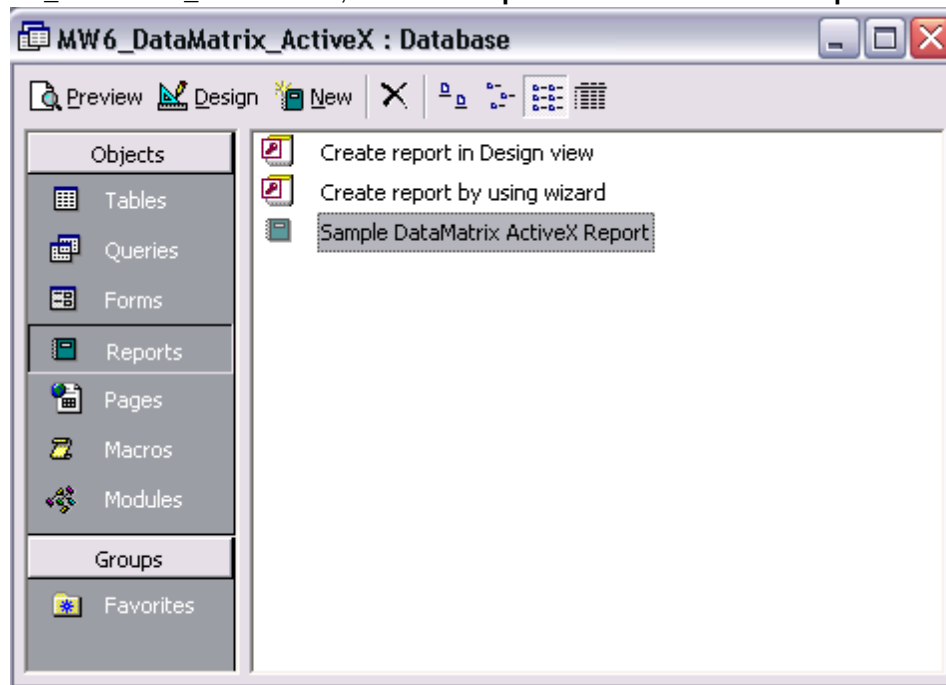 MW6_DataMatrix_ActiveX : Database
Preview Design New
Objects
Tables
Queries
Forms
Reports
Pages
Macros
Modules
Groups
Favorites
Create report in Design view
Create report by using wizard
Sample DataMatrix ActiveX Report